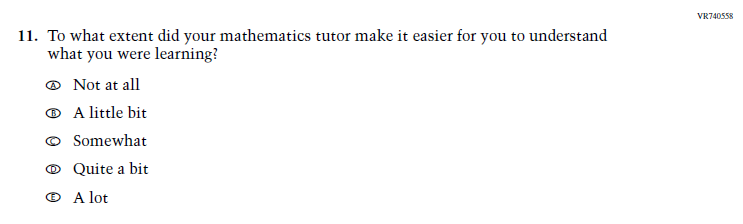 VR740558
11. To what extent did your mathematics tutor make it easier for you to understand
what you were learning?
A Not at all
B A little bit
C Somewhat
D Quite a bit
E A lot